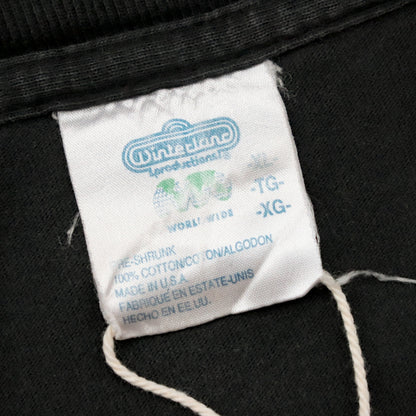 Winterland
productions
XL
-TG-
-XG-
WORLD WIDE
PRE-SHRUNK
100% COTTON/COTON/ALGODON
MADE IN U.S.A.
FABRIQUE EN ESTATE-UNIS
HECHO EN EE.UU.